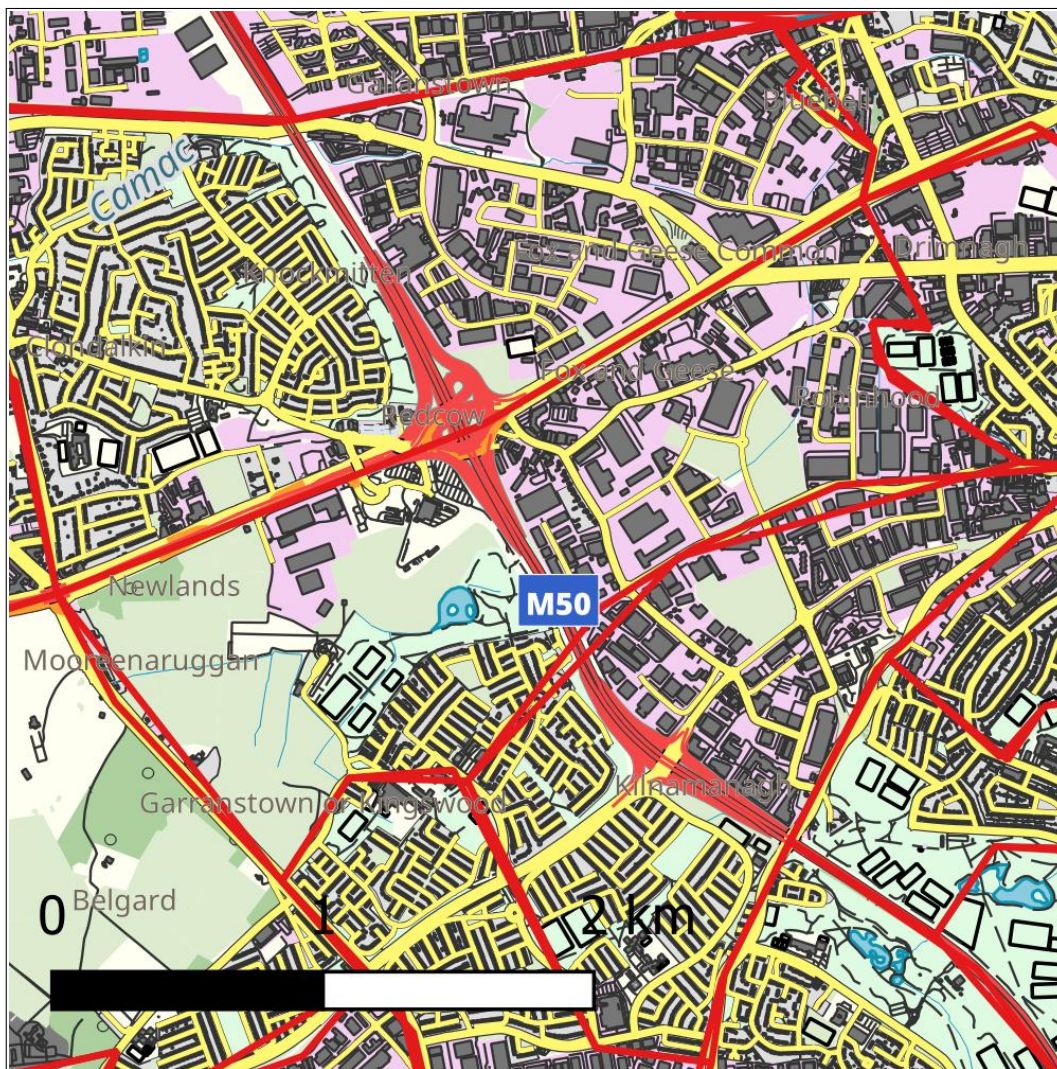 Gallanstown
Bluebell
Camac
Knockmitten
Fox and Geese Common
Drimnagh
Clondalkin
Fox and Geese
Redcow
Robinhood
Newlands
M50
Mooreenaruggan
Kilnamanagh
Garranstown or Kingswood
Belgard
0 1 2 km